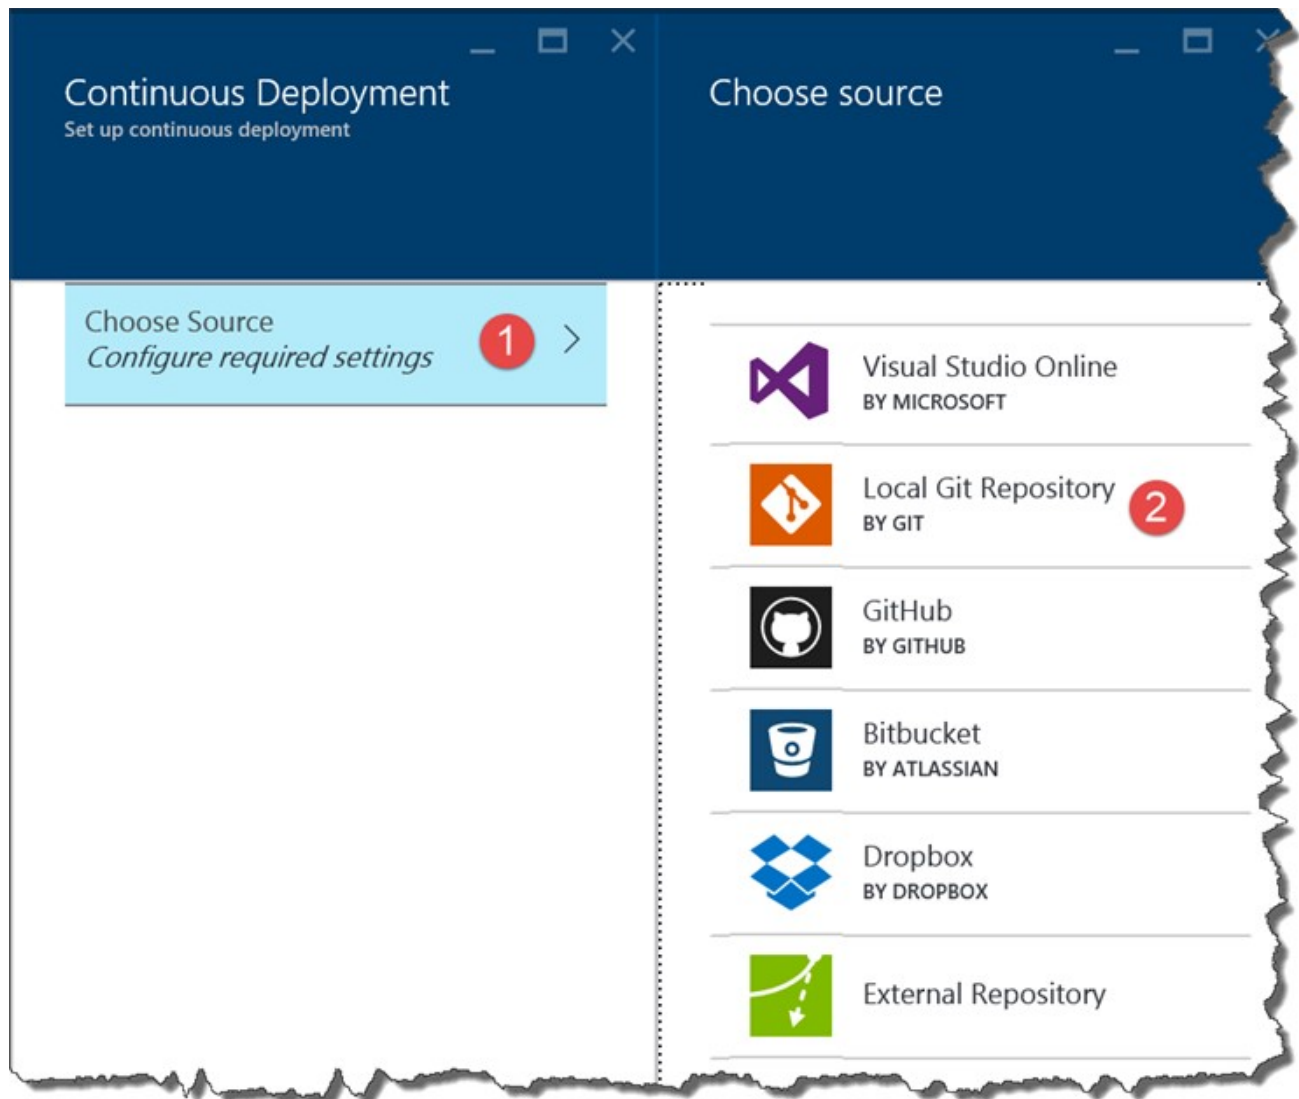 Continuous Deployment
Set up continuous deployment
Choose Source
Configure required settings
1
Choose source
Visual Studio Online
BY MICROSOFT
Local Git Repository
BY GIT
2
GitHub
BY GITHUB
Bitbucket
BY ATLASSIAN
Dropbox
BY DROPBOX
External Repository